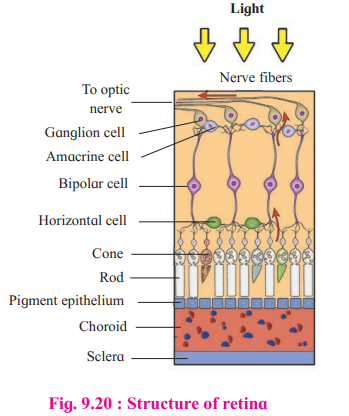 Light
Nerve fibers
To optic
nerve
Ganglion cell
Amacrine cell
Bipolar cell
Horizontal cell
Cone
Rod
Pigment epithelium
Choroid
Sclera
Fig. 9.20 : Structure of retina